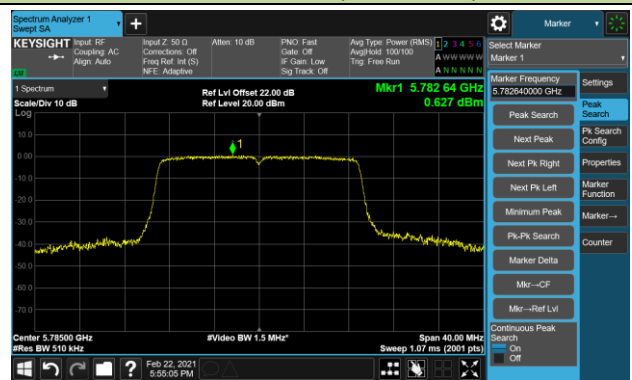 Spectrum Analyzer 1
Swept SA
Marker
KEYSIGHT
Input: RF
Coupling: AC
Align: Auto
Input Z: 50 Ω
Corrections: Off
Freq Ref: Int (S)
NFE: Adaptive
Atten: 10 dB
PNO: Fast
Gate: Off
IF Gain: Low
Sig Track: Off
Avg Type: Power (RMS)
Avg|Hold: 100/100
Trig: Free Run
1 2 3 4 5 6
A W W W W W
A N N N N N
Select Marker
Marker 1
1 Spectrum
Scale/Div 10 dB
Log
Ref Lvl Offset 22.00 dB
Ref Level 20.00 dBm
Mkr1 5.782 64 GHz
0.627 dBm
Marker Frequency
5.782640000 GHz
Settings
Peak Search
Next Peak
Next Pk Right
Next Pk Left
Minimum Peak
Pk-Pk Search
Marker Delta
Mkr→CF
Mkr→Ref Lvl
Continuous Peak
Search
On
Off
Peak
Search
Pk Search
Config
Properties
Marker
Function
Marker→
Counter
10.0
0.00
-10.0
-20.0
-30.0
-40.0
-50.0
-60.0
-70.0
1
Center 5.78500 GHz
#Res BW 510 kHz
#Video BW 1.5 MHz*
Span 40.00 MHz
Sweep 1.07 ms (2001 pts)
?
Feb 22, 2021
5:55:05 PM